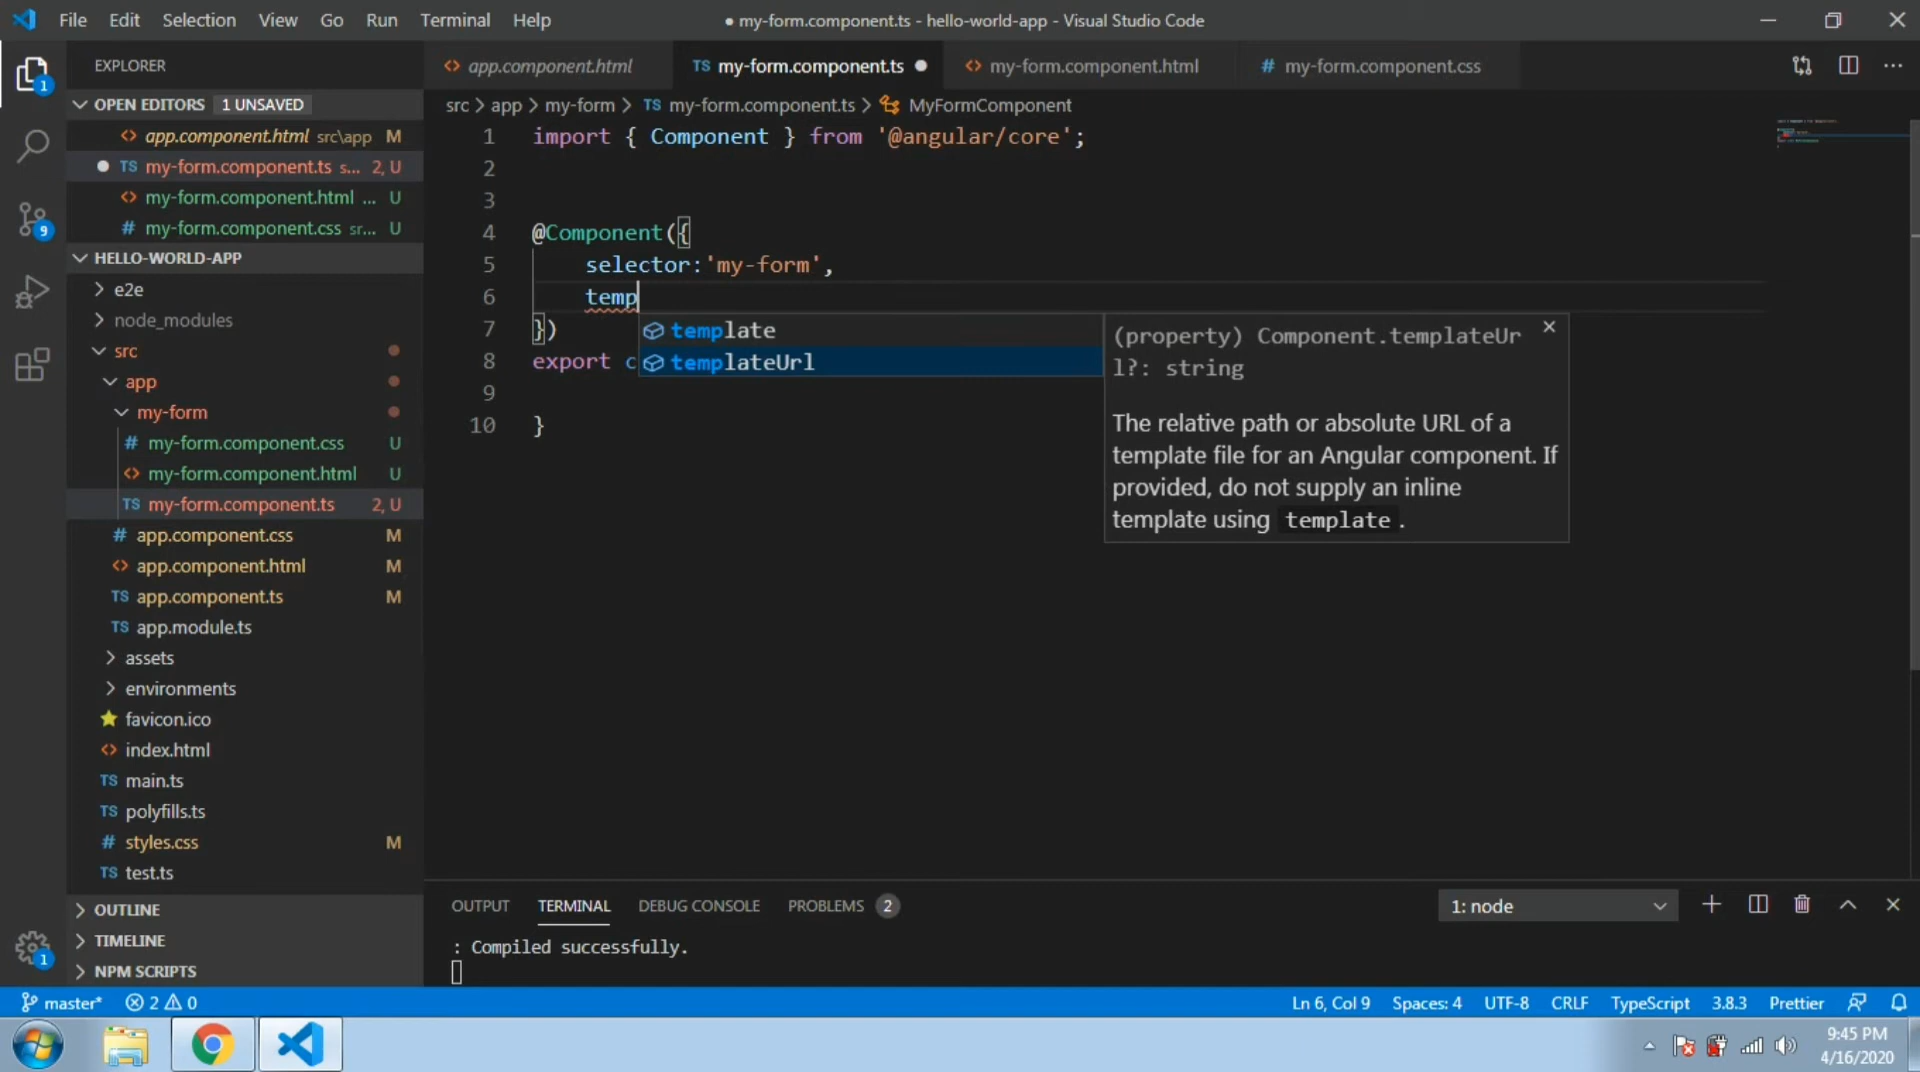 File Edit Selection View Go Run Terminal Help
● my-form.component.ts - hello-world-app - Visual Studio Code
EXPLORER
OPEN EDITORS 1 UNSAVED
app.component.html src\app M
my-form.component.ts s... 2, U
my-form.component.html ... U
my-form.component.css sr... U
HELLO-WORLD-APP
e2e
node_modules
src
app
my-form
my-form.component.css U
my-form.component.html U
my-form.component.ts 2, U
app.component.css M
app.component.html M
app.component.ts M
app.module.ts
assets
environments
favicon.ico
index.html
main.ts
polyfills.ts
styles.css M
test.ts
OUTLINE
TIMELINE
NPM SCRIPTS
1
9
1
app.component.html
TS my-form.component.ts
my-form.component.html
# my-form.component.css
src > app > my-form > TS my-form.component.ts > MyFormComponent
1 import { Component } from '@angular/core';
2
3
4 @Component({
5 selector:'my-form',
6 temp
7 })
8 export c
9
10 }
template
templateUrl
(property) Component.templateUr
l?: string
The relative path or absolute URL of a
template file for an Angular component. If
provided, do not supply an inline
template using template .
OUTPUT TERMINAL DEBUG CONSOLE PROBLEMS 2
1: node
: Compiled successfully.
master* 2 0
Ln 6, Col 9 Spaces: 4 UTF-8 CRLF TypeScript 3.8.3 Prettier
9:45 PM
4/16/2020